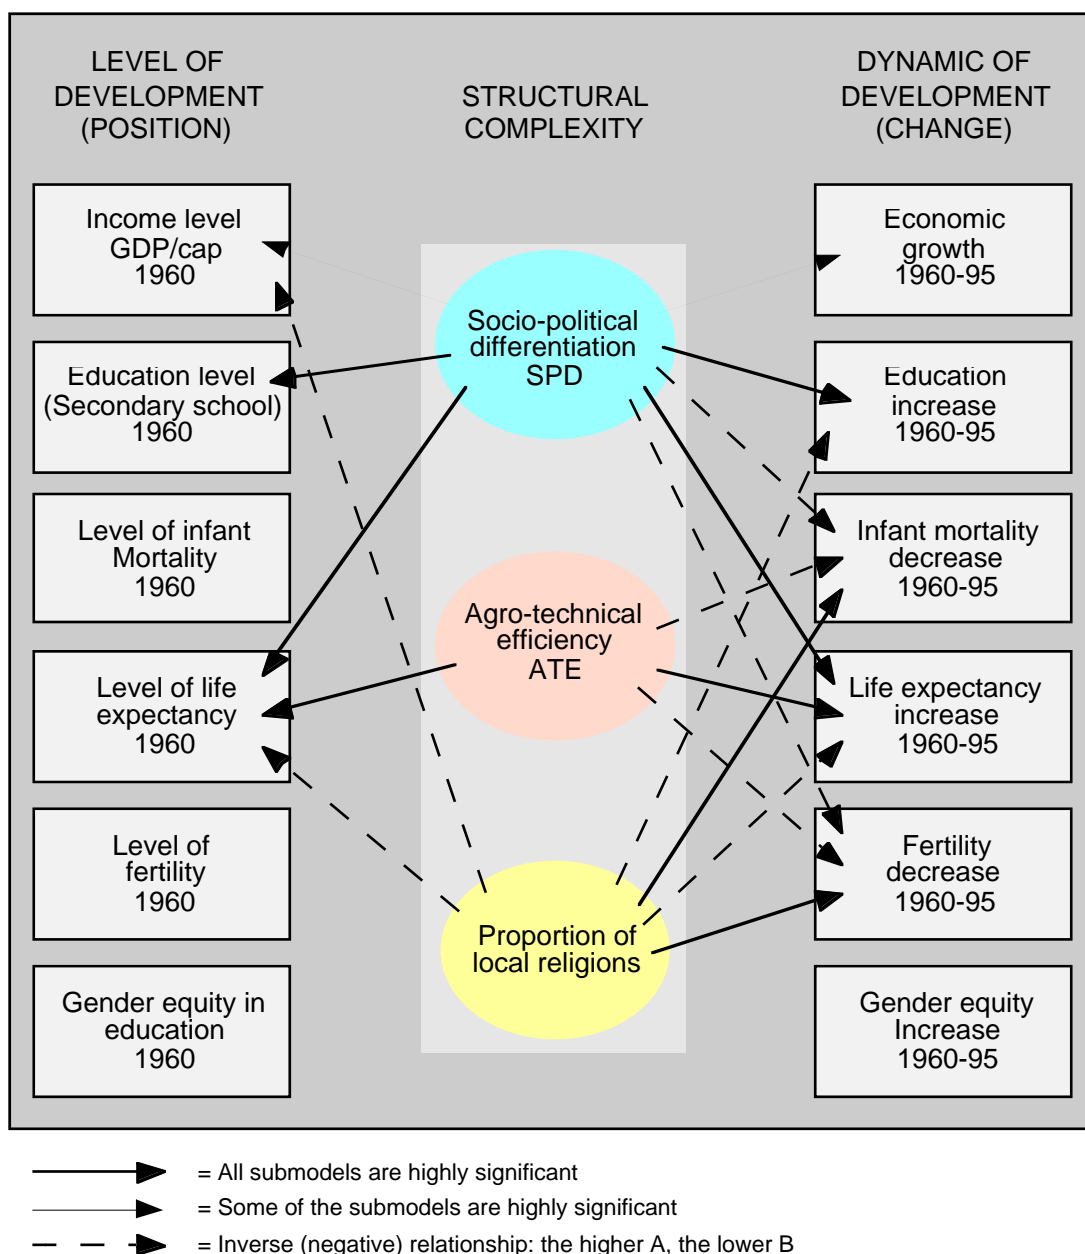 LEVEL OF
DEVELOPMENT
(POSITION)
STRUCTURAL
COMPLEXITY
DYNAMIC OF
DEVELOPMENT
(CHANGE)
Income level
GDP/cap
1960
Education level
(Secondary school)
1960
Level of infant
Mortality
1960
Level of life
expectancy
1960
Level of
fertility
1960
Gender equity in
education
1960
Socio-political
differentiation
SPD
Agro-technical
efficiency
ATE
Proportion of
local religions
Economic
growth
1960-95
Education
increase
1960-95
Infant mortality
decrease
1960-95
Life expectancy
increase
1960-95
Fertility
decrease
1960-95
Gender equity
Increase
1960-95
= All submodels are highly significant
= Some of the submodels are highly significant
= Inverse (negative) relationship: the higher A, the lower B